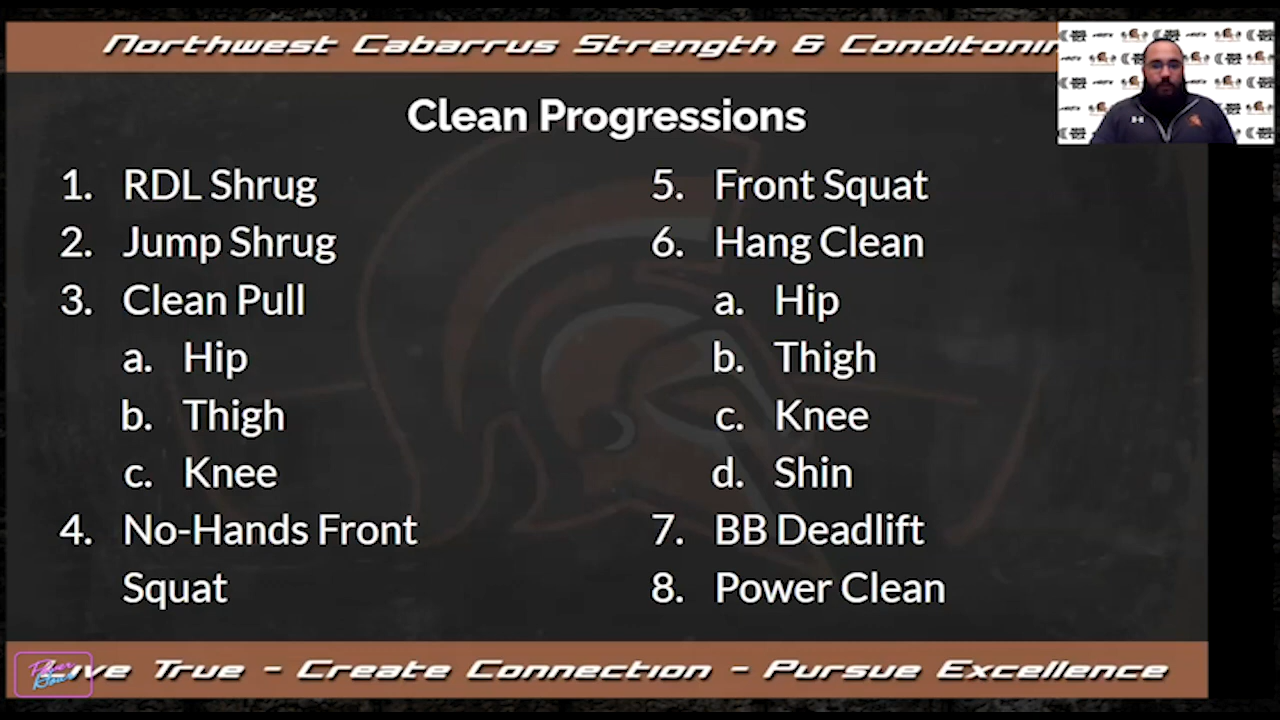 Northwest Cabarrus Strength & Conditonin
Clean Progressions
1. RDL Shrug
2. Jump Shrug
3. Clean Pull
a. Hip
b. Thigh
c. Knee
4. No-Hands Front
Squat
5. Front Squat
6. Hang Clean
a. Hip
b. Thigh
c. Knee
d. Shin
7. BB Deadlift
8. Power Clean
Live True - Create Connection - Pursue Excellence